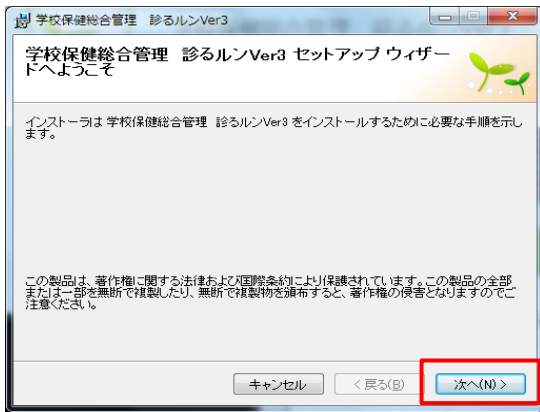 学校保健総合管理　診るルンVer3
学校保健総合管理　診るルンVer3 セットアップ ウィザー
ドへようこそ
インストーラは 学校保健総合管理　診るルンVer3 をインストールするために必要な手順を示し
ます。
この製品は、著作権に関する法律および国際条約により保護されています。この製品の全部
または一部を無断で複製したり、無断で複製物を頒布すると、著作権の侵害となりますのでご
注意ください。
キャンセル
< 戻る(B)
次へ(N) >